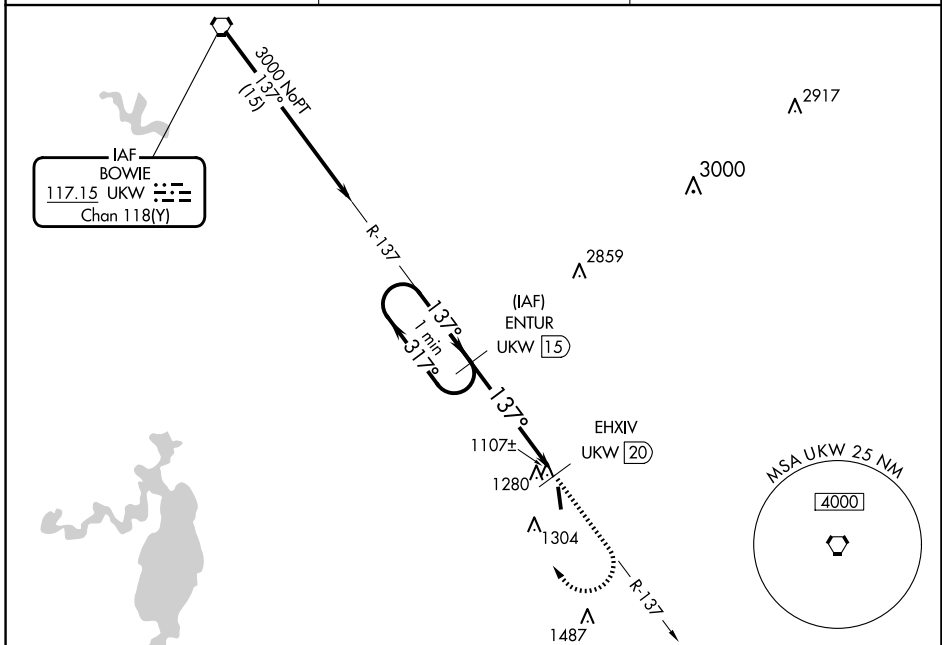 3000 NoPT
137°
(15)
2917
IAF
BOWIE
117.15 UKW
Chan 118(Y)
3000
R-137
2859
(IAF)
ENTUR
UKW 15
137°
1 min
317°
137°
EHXIV
UKW 20
1107±
1280
1304
MSA UKW 25 NM
4000
R-137
1487